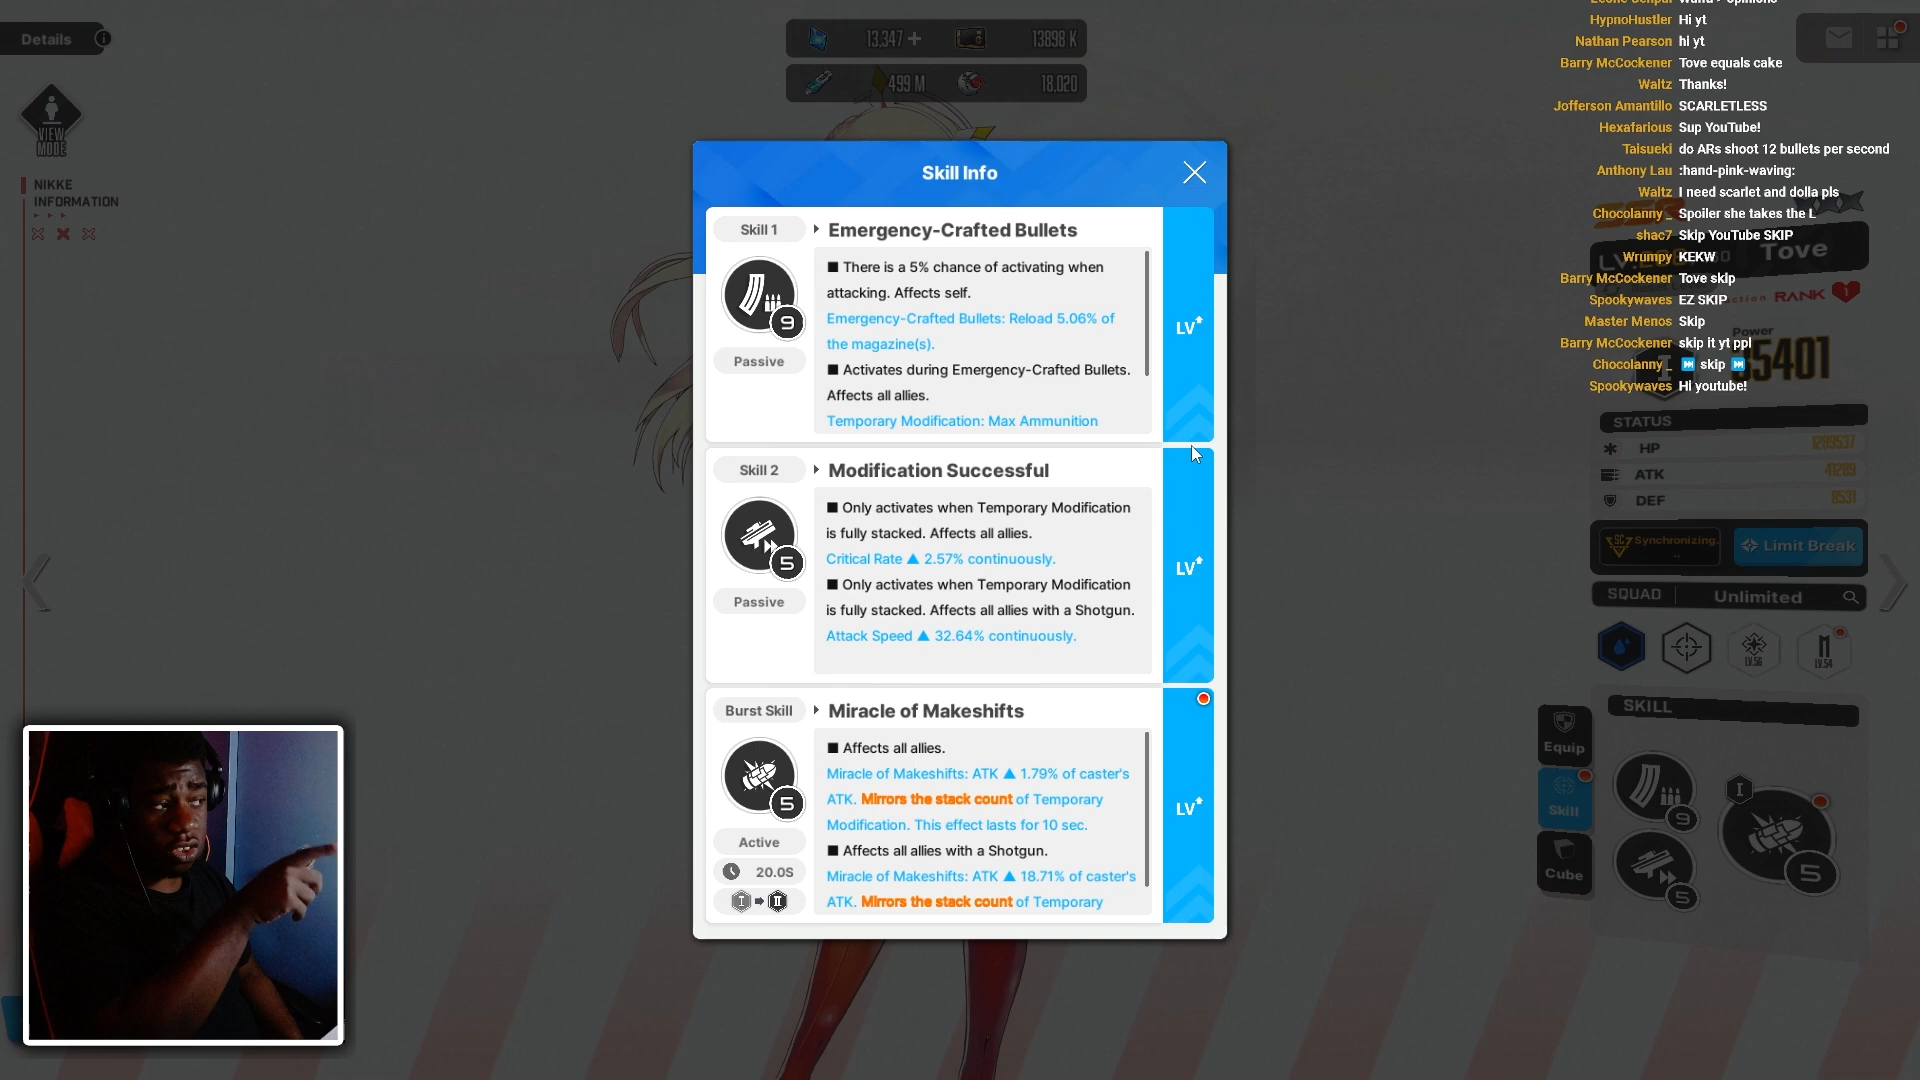 Details
13,347 +
13898 K
499 M
18,020
VIEW
MODE
NIKKE
INFORMATION
Skill Info
Skill 1
Emergency-Crafted Bullets
■ There is a 5% chance of activating when
attacking. Affects self.
Emergency-Crafted Bullets: Reload 5.06% of
the magazine(s).
■ Activates during Emergency-Crafted Bullets.
Affects all allies.
Temporary Modification: Max Ammunition
9
Passive
LV
Skill 2
Modification Successful
■ Only activates when Temporary Modification
is fully stacked. Affects all allies.
Critical Rate ▲ 2.57% continuously.
■ Only activates when Temporary Modification
is fully stacked. Affects all allies with a Shotgun.
Attack Speed ▲ 32.64% continuously.
5
Passive
LV
Burst Skill
Miracle of Makeshifts
■ Affects all allies.
Miracle of Makeshifts: ATK ▲ 1.79% of caster's
ATK. Mirrors the stack count of Temporary
Modification. This effect lasts for 10 sec.
■ Affects all allies with a Shotgun.
Miracle of Makeshifts: ATK ▲ 18.71% of caster's
ATK. Mirrors the stack count of Temporary
5
Active
20.0S
I
II
LV
HypnoHustler Hi yt
Nathan Pearson hi yt
Barry McCockener Tove equals cake
Waltz Thanks!
Jofferson Amantillo SCARLETLESS
Hexafarious Sup YouTube!
Taisueki do ARs shoot 12 bullets per second
Anthony Lau :hand-pink-waving:
Waltz I need scarlet and dolla pls
Chocolanny _ Spoiler she takes the L
shac7 Skip YouTube SKIP
Wrumpy KEKW
Barry McCockener Tove skip
Spookywaves EZ SKIP
Master Menos Skip
Barry McCockener skip it yt ppl
Chocolanny _ ⏭ skip ⏭
Spookywaves Hi youtube!
Tove
RANK
1
Power
35401
STATUS
HP
ATK
41289
DEF
8531
Synchronizing.
..
Limit Break
SQUAD
Unlimited
LV.56
LV.54
SKILL
Equip
Skill
Cube
9
5
I
5